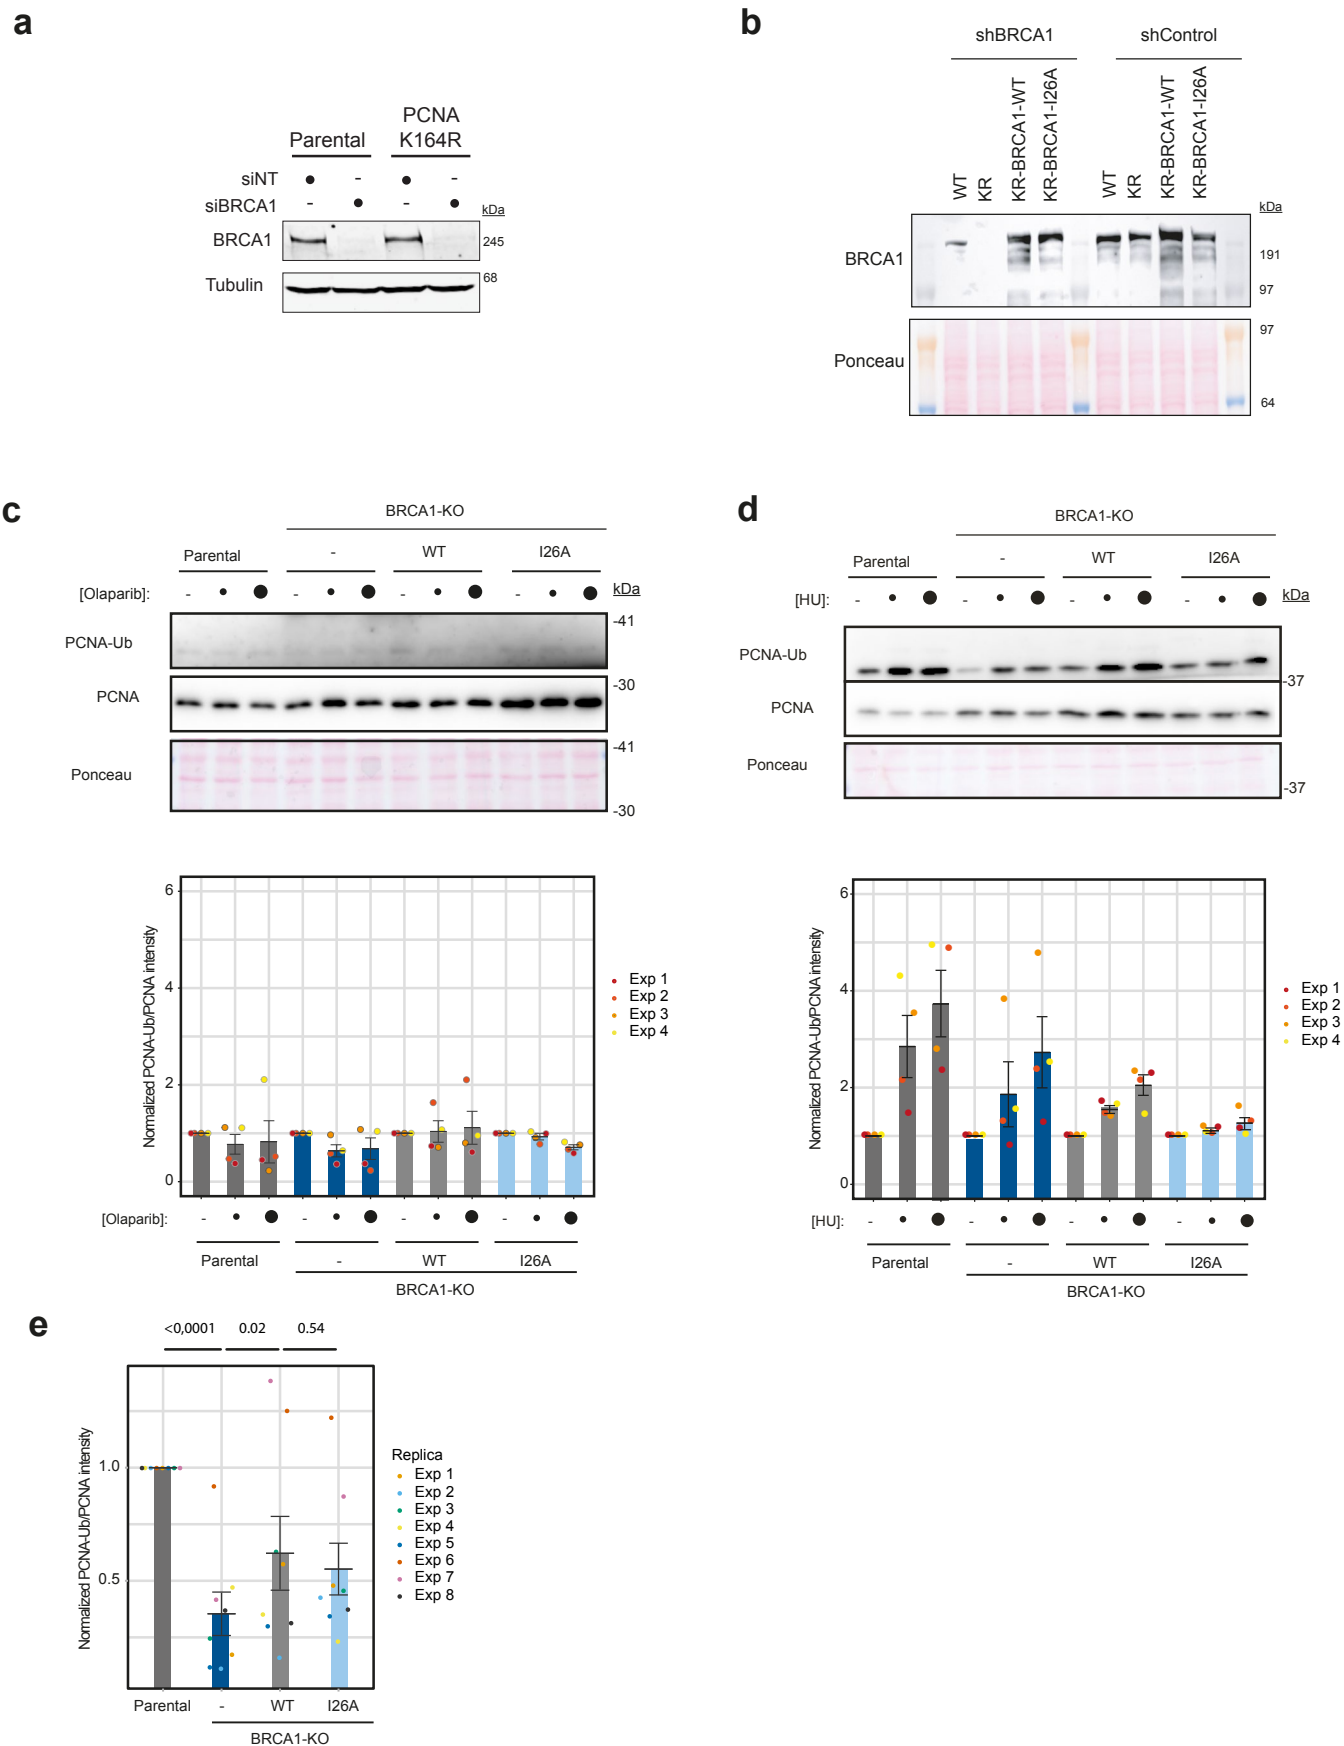 a
Parental
PCNA
K164R
siNT ● - ● -
siBRCA1 - ● - ●
kDa
BRCA1
245
Tubulin
68
b
shBRCA1 shControl
WT KR KR-BRCA1-WT KR-BRCA1-I26A WT KR KR-BRCA1-WT KR-BRCA1-I26A
kDa
BRCA1
191
97
Ponceau
97
64
c
BRCA1-KO
Parental - WT I26A
[Olaparib]: - ● ● - ● ● - ● ● - ● ● kDa
-41
PCNA-Ub
-30
PCNA
-41
Ponceau
-30
Normalized PCNA-Ub/PCNA intensity
6
4
2
0
Exp 1
Exp 2
Exp 3
Exp 4
[Olaparib]: - ● ● - ● ● - ● ● - ● ●
Parental - WT I26A
BRCA1-KO
d
BRCA1-KO
Parental - WT I26A
[HU]: - ● ● - ● ● - ● ● - ● ● kDa
PCNA-Ub
-37
PCNA
Ponceau
-37
Normalized PCNA-Ub/PCNA intensity
6
4
2
0
Exp 1
Exp 2
Exp 3
Exp 4
[HU]: - ● ● - ● ● - ● ● - ● ●
Parental - WT I26A
BRCA1-KO
e
<0,0001 0.02 0.54
Normalized PCNA-Ub/PCNA intensity
1.0
0.5
Replica
Exp 1
Exp 2
Exp 3
Exp 4
Exp 5
Exp 6
Exp 7
Exp 8
Parental - WT I26A
BRCA1-KO